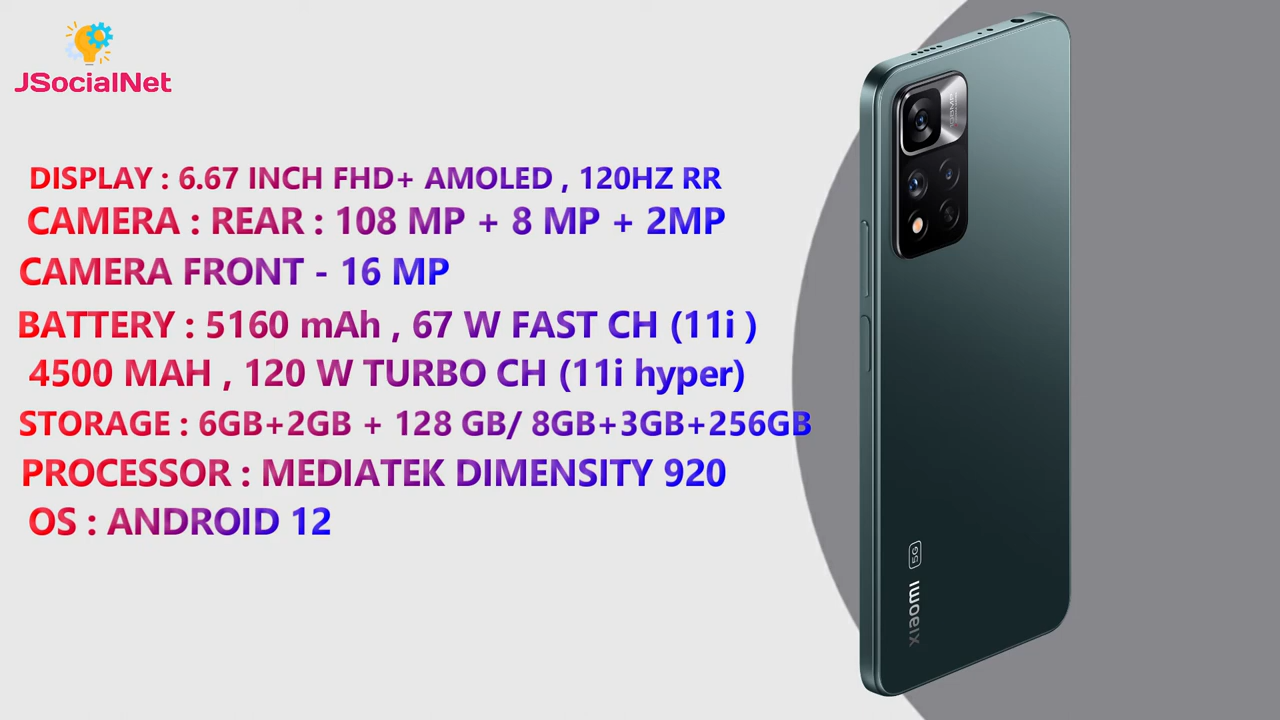 JSocialNet
DISPLAY : 6.67 INCH FHD+ AMOLED , 120HZ RR
CAMERA : REAR : 108 MP + 8 MP + 2MP
CAMERA FRONT - 16 MP
BATTERY : 5160 mAh , 67 W FAST CH (11i )
4500 MAH , 120 W TURBO CH (11i hyper)
STORAGE : 6GB+2GB + 128 GB/ 8GB+3GB+256GB
PROCESSOR : MEDIATEK DIMENSITY 920
OS : ANDROID 12
xiaomi 5G